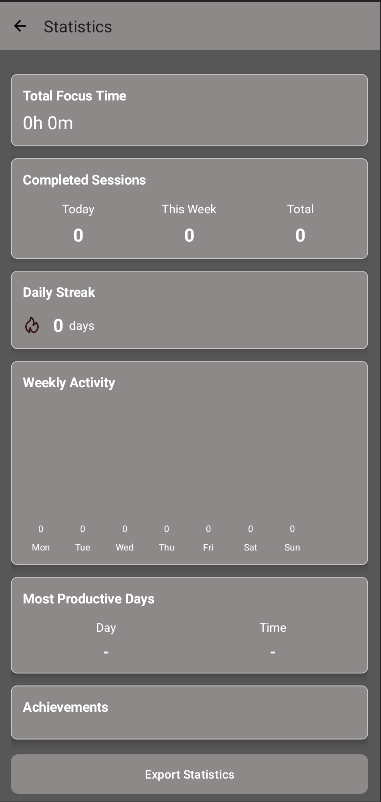 Statistics
Total Focus Time
0h 0m
Completed Sessions
Today This Week Total
0 0 0
Daily Streak
0 days
Weekly Activity
0 0 0 0 0 0 0
Mon Tue Wed Thu Fri Sat Sun
Most Productive Days
Day Time
- -
Achievements
Export Statistics